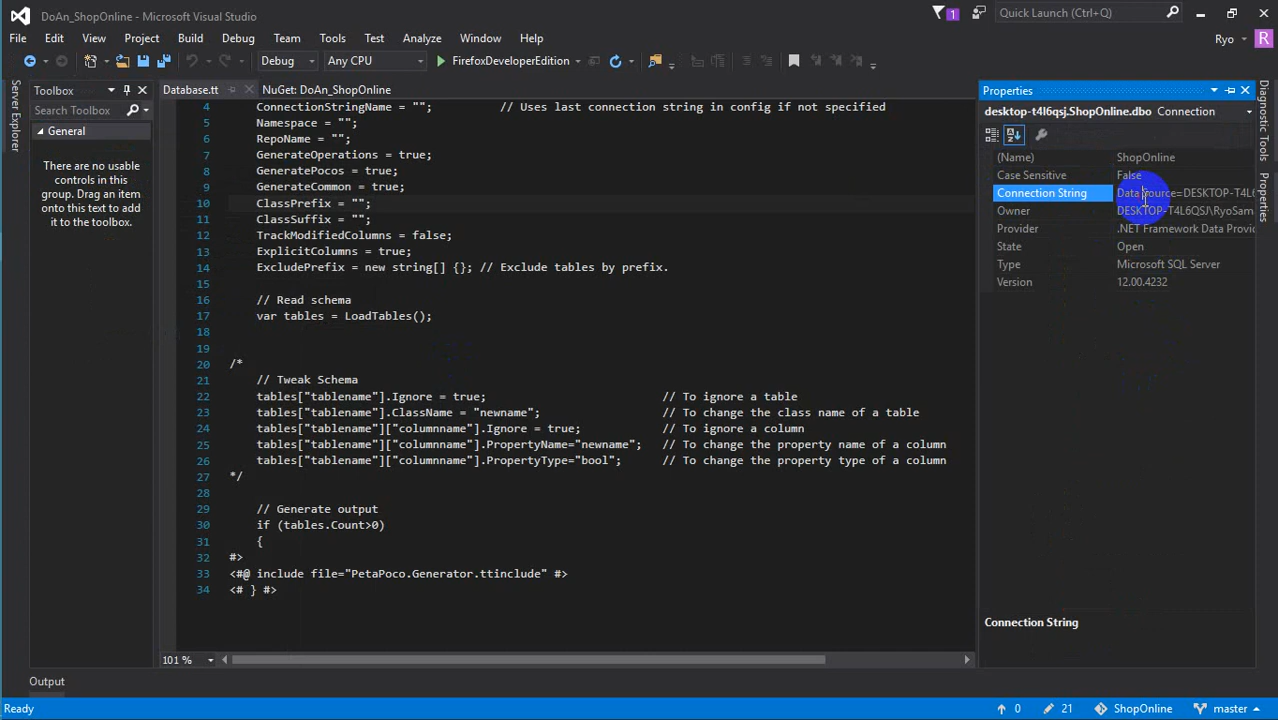 DoAn_ShopOnline - Microsoft Visual Studio
1
Quick Launch (Ctrl+Q)
File Edit View Project Build Debug Team Tools Test Analyze Window Help
Ryo R
Debug Any CPU FirefoxDeveloperEdition
Server Explorer
Toolbox
Search Toolbox
General
There are no usable
controls in this
group. Drag an item
onto this text to add
it to the toolbox.
Database.tt NuGet: DoAn_ShopOnline
4 ConnectionStringName = ""; // Uses last connection string in config if not specified
5 Namespace = "";
6 RepoName = "";
7 GenerateOperations = true;
8 GeneratePocos = true;
9 GenerateCommon = true;
10 ClassPrefix = "";
11 ClassSuffix = "";
12 TrackModifiedColumns = false;
13 ExplicitColumns = true;
14 ExcludePrefix = new string[] {}; // Exclude tables by prefix.
15
16 // Read schema
17 var tables = LoadTables();
18
19
20 /*
21 // Tweak Schema
22 tables["tablename"].Ignore = true; // To ignore a table
23 tables["tablename"].ClassName = "newname"; // To change the class name of a table
24 tables["tablename"]["columnname"].Ignore = true; // To ignore a column
25 tables["tablename"]["columnname"].PropertyName="newname"; // To change the property name of a column
26 tables["tablename"]["columnname"].PropertyType="bool"; // To change the property type of a column
27 */
28
29 // Generate output
30 if (tables.Count>0)
31 {
32 #>
33 <#@ include file="PetaPoco.Generator.ttinclude" #>
34 <# } #>
101 %
Properties
desktop-t4l6qsj.ShopOnline.dbo Connection
(Name) ShopOnline
Case Sensitive False
Connection String Data Source=DESKTOP-T4L6
Owner DESKTOP-T4L6QSJ\RyoSam
Provider .NET Framework Data Provid
State Open
Type Microsoft SQL Server
Version 12.00.4232
Connection String
Diagnostic Tools
Properties
Output
Ready 0 21 ShopOnline master